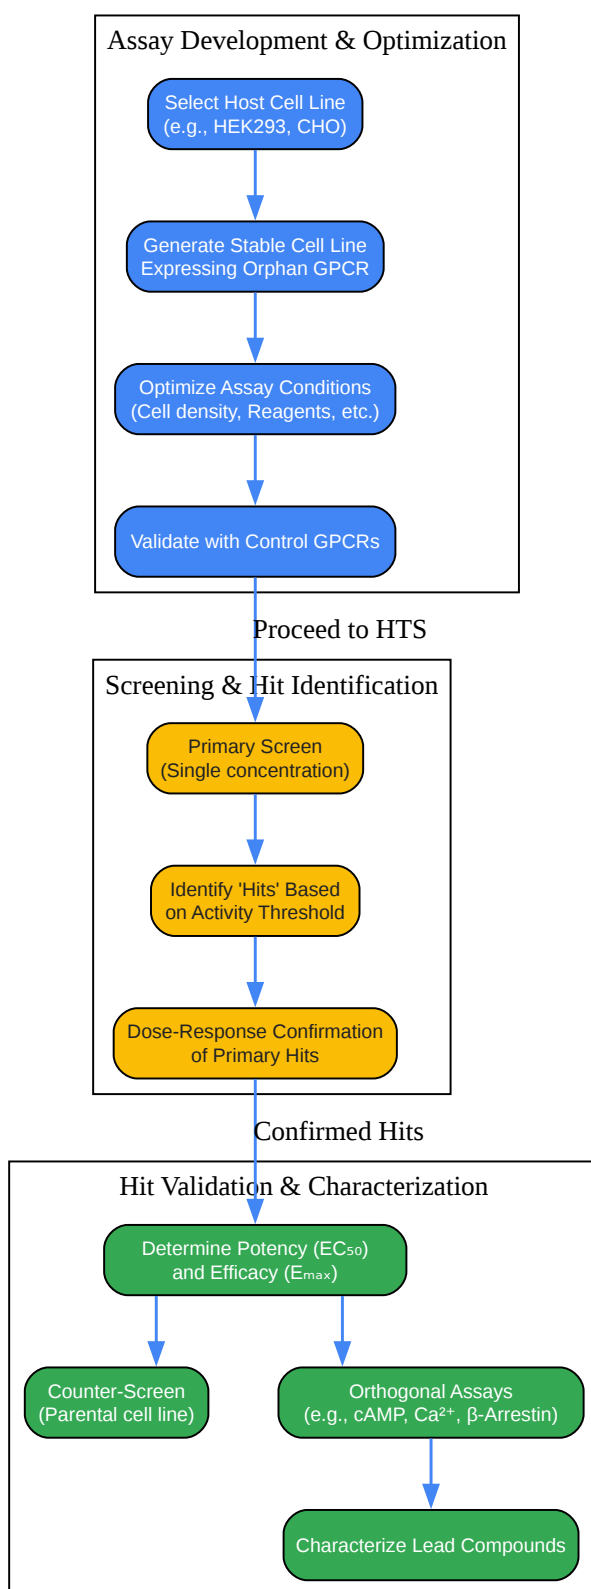 Assay Development & Optimization
Select Host Cell Line
(e.g., HEK293, CHO)
Generate Stable Cell Line
Expressing Orphan GPCR
Optimize Assay Conditions
(Cell density, Reagents, etc.)
Validate with Control GPCRs
Proceed to HTS
Screening & Hit Identification
Primary Screen
(Single concentration)
Identify 'Hits' Based
on Activity Threshold
Dose-Response Confirmation
of Primary Hits
Confirmed Hits
Hit Validation & Characterization
Determine Potency (EC₅₀)
and Efficacy (Eₘₐₓ)
Counter-Screen
(Parental cell line)
Orthogonal Assays
(e.g., cAMP, Ca²⁺, β-Arrestin)
Characterize Lead Compounds